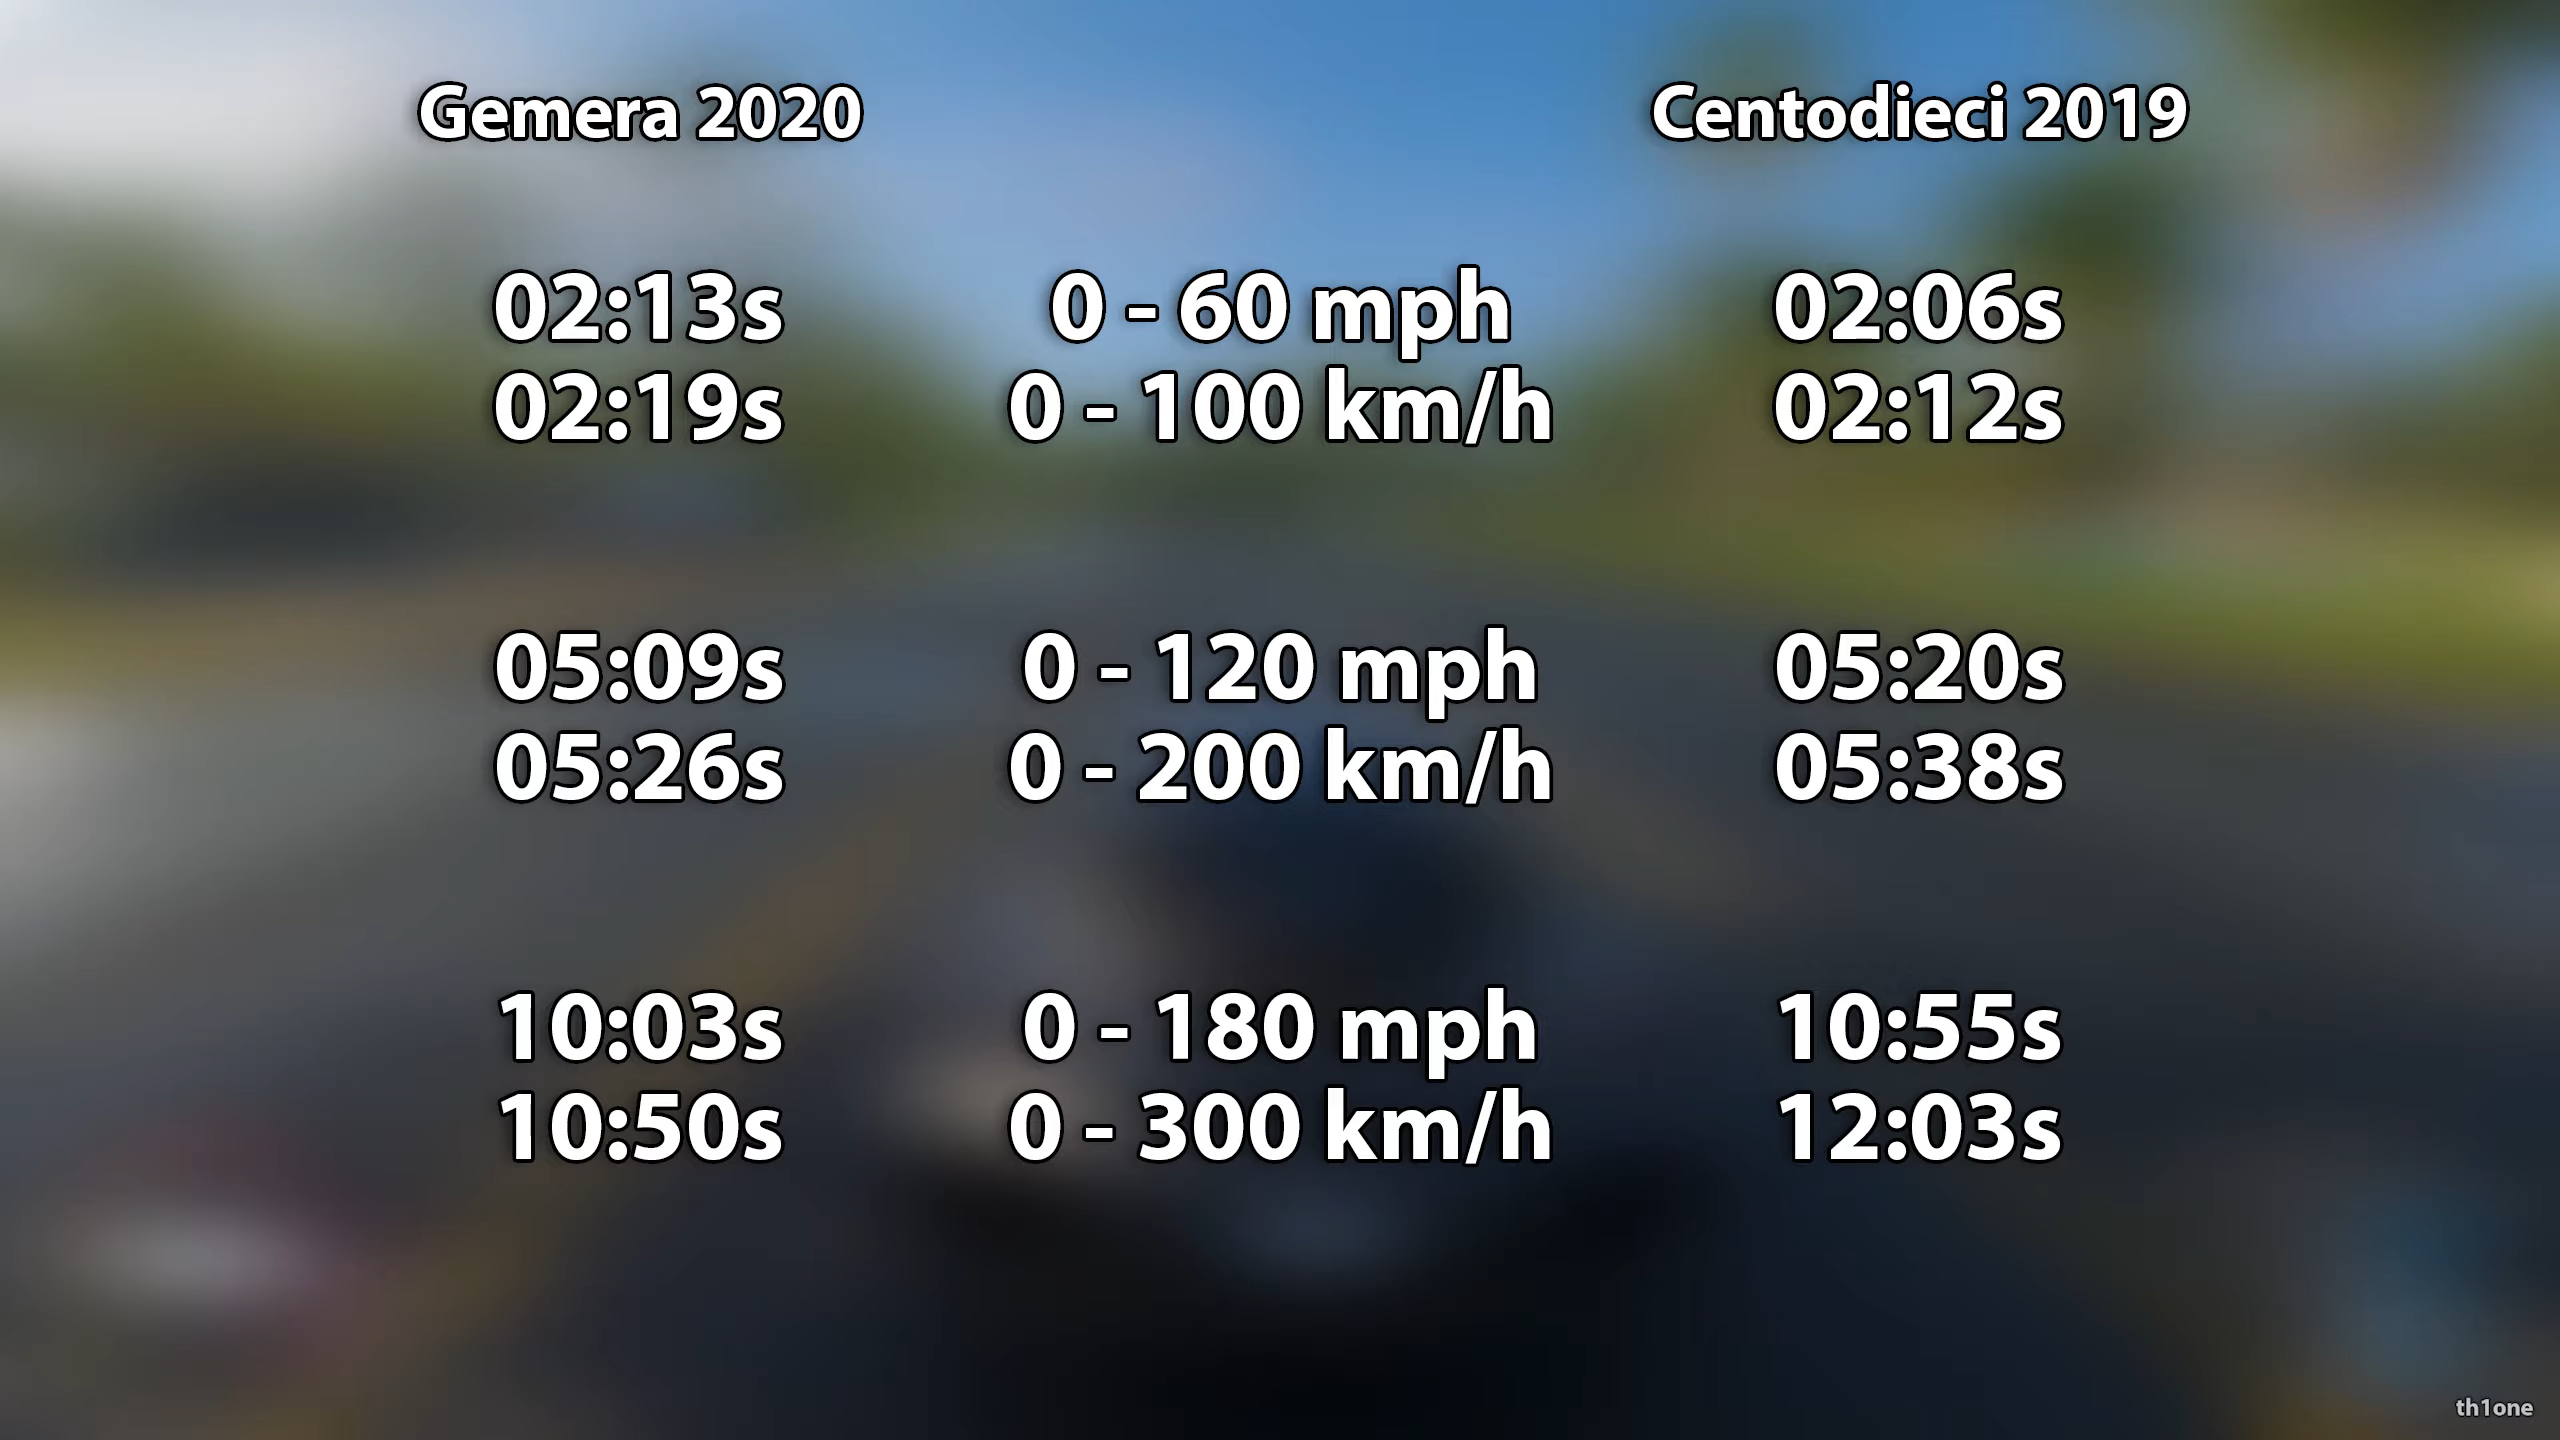 Gemera 2020 Centodieci 2019
02:13s 0 - 60 mph 02:06s
02:19s 0 - 100 km/h 02:12s
05:09s 0 - 120 mph 05:20s
05:26s 0 - 200 km/h 05:38s
10:03s 0 - 180 mph 10:55s
10:50s 0 - 300 km/h 12:03s
th1one